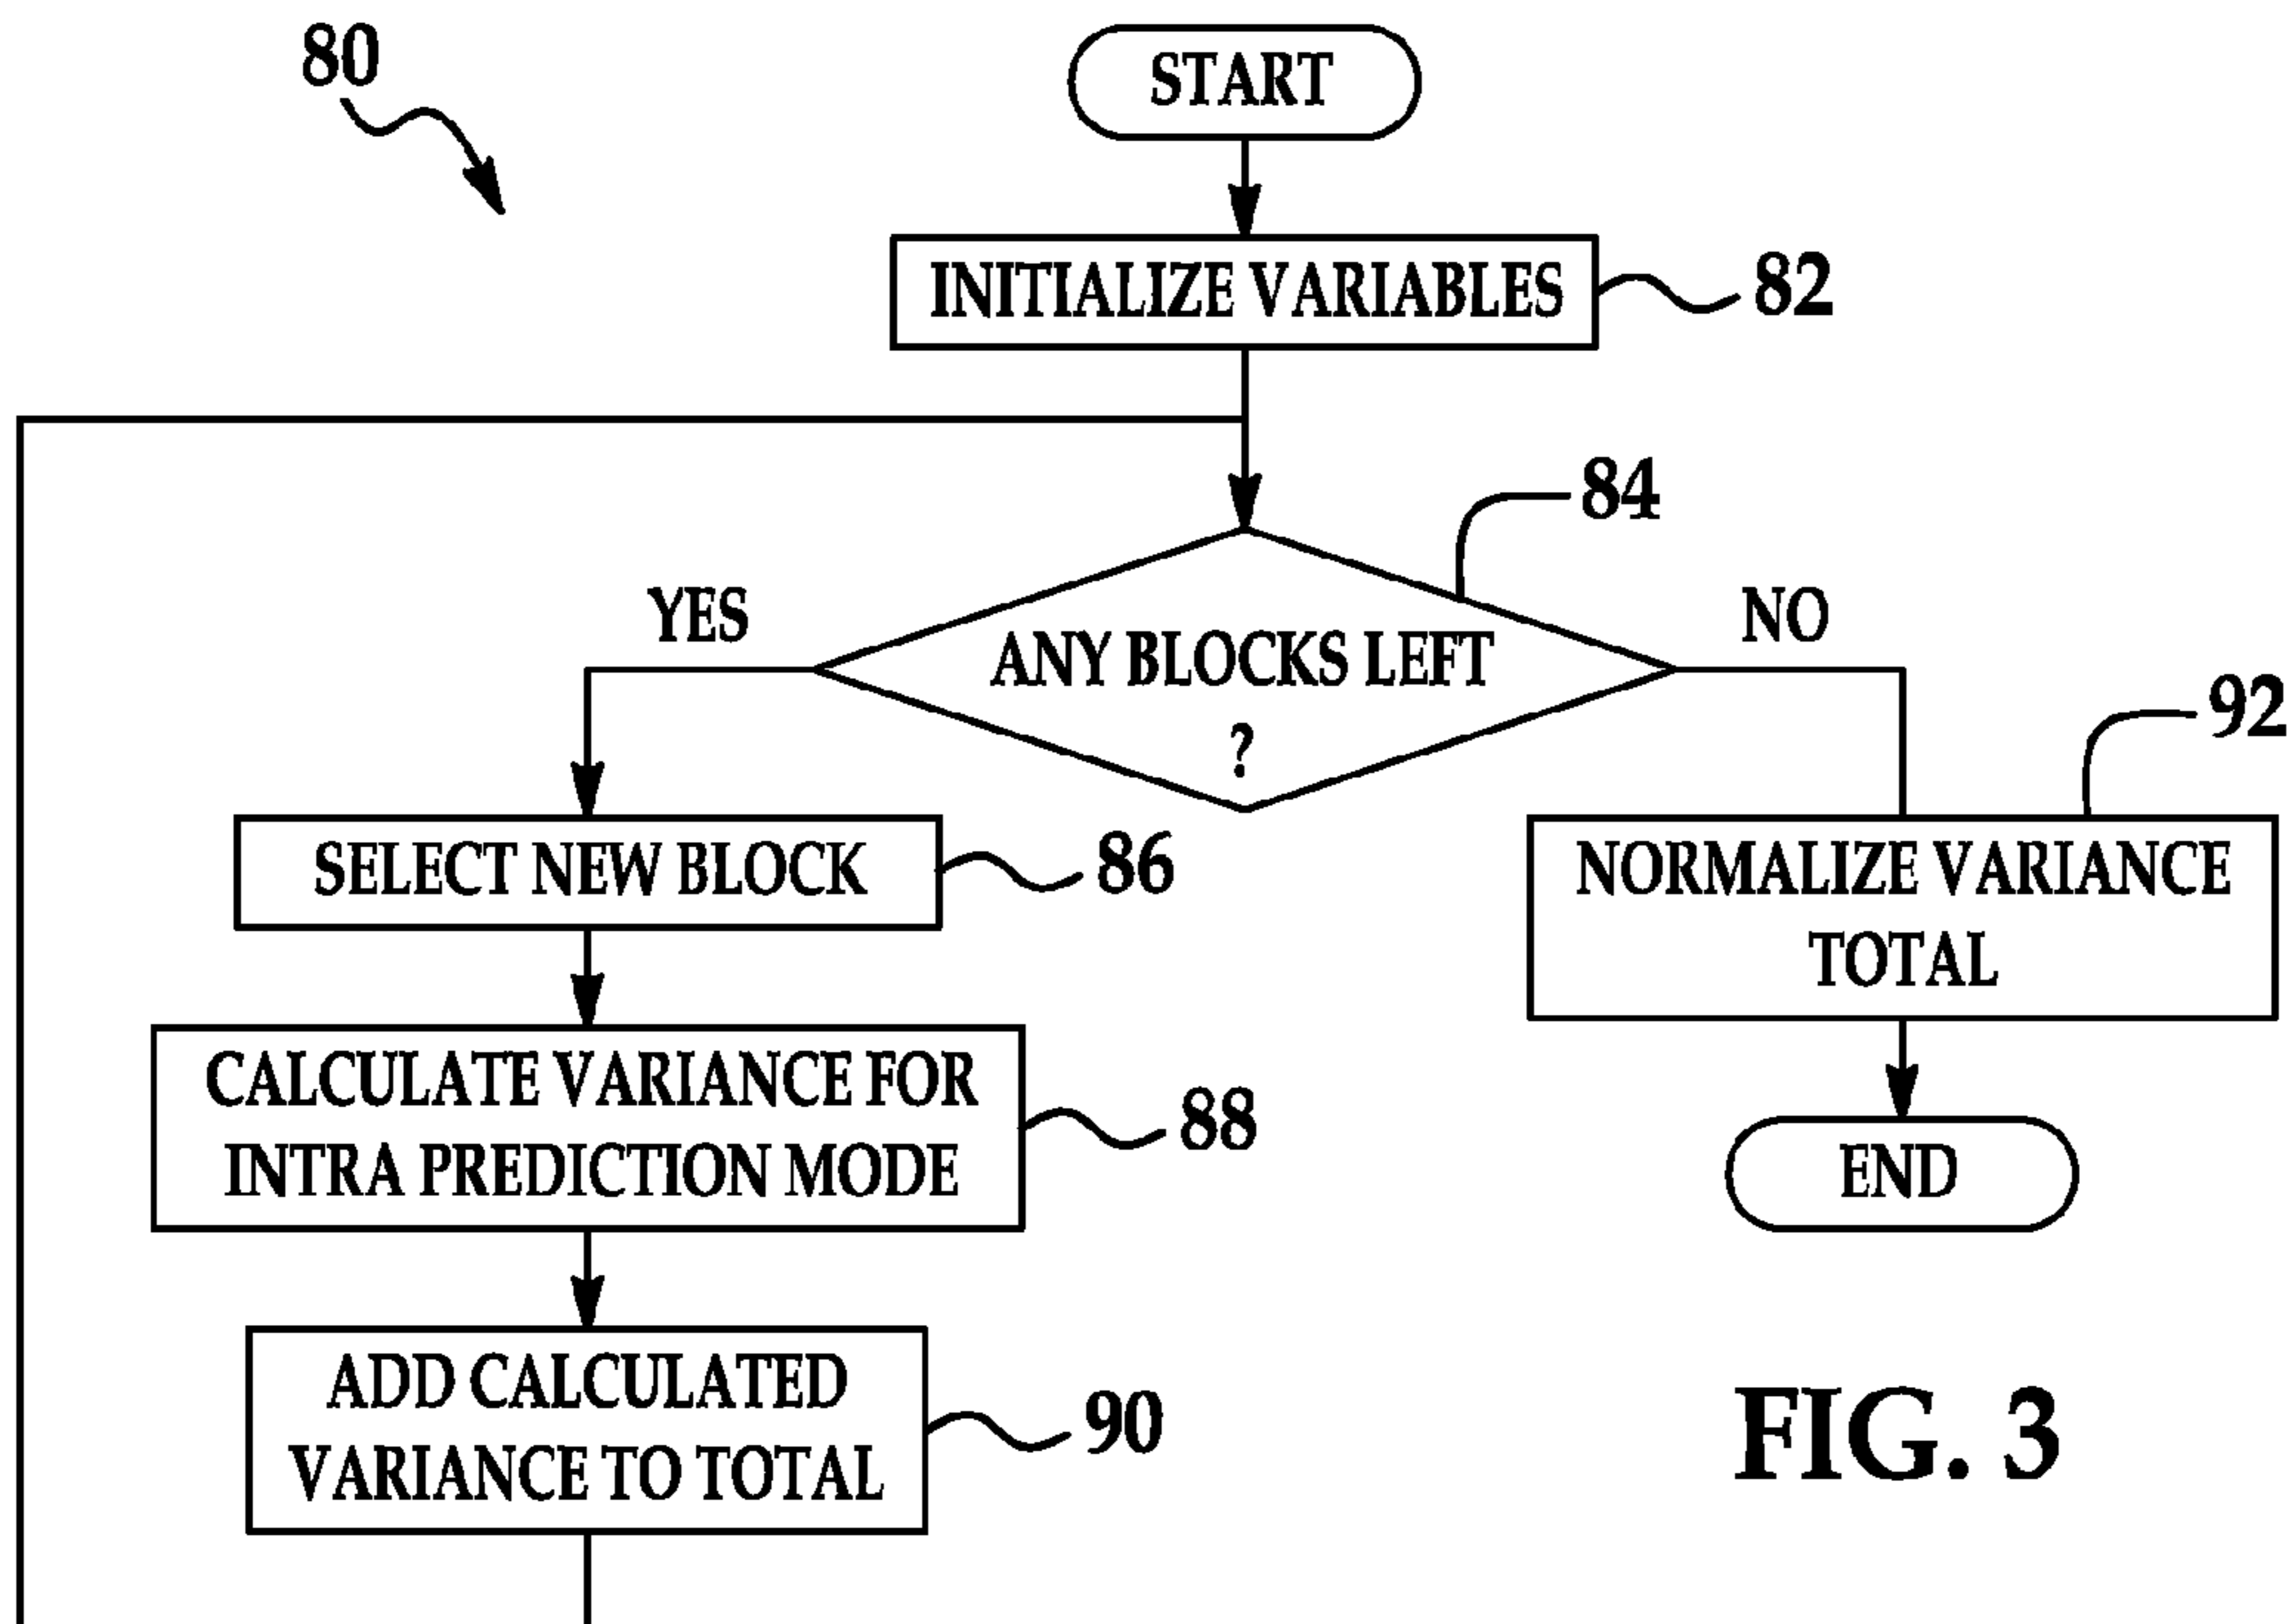 80
START
INITIALIZE VARIABLES
82
84
YES
ANY BLOCKS LEFT
?
NO
92
SELECT NEW BLOCK
86
NORMALIZE VARIANCE
TOTAL
CALCULATE VARIANCE FOR
INTRA PREDICTION MODE
88
END
ADD CALCULATED
VARIANCE TO TOTAL
90
FIG. 3